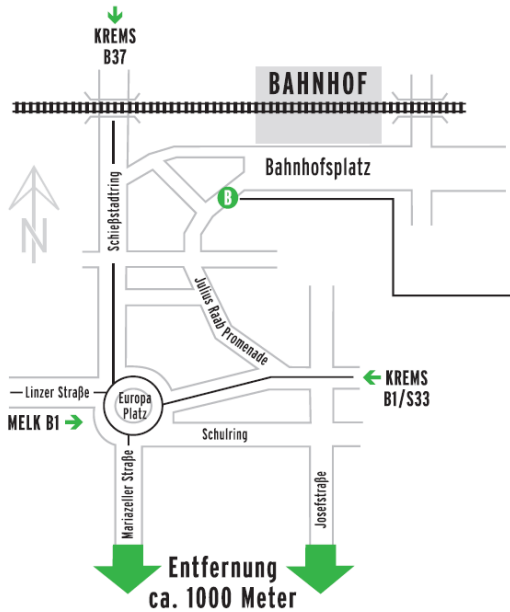 KREMS
B37
BAHNHOF
Bahnhofsplatz
Schießstadtring
B
N
Julius Raab Promenade
Linzer Straße
Europa
Platz
KREMS
B1/S33
MELK B1
Schulring
Mariazeller Straße
Josefstraße
Entfernung
ca. 1000 Meter